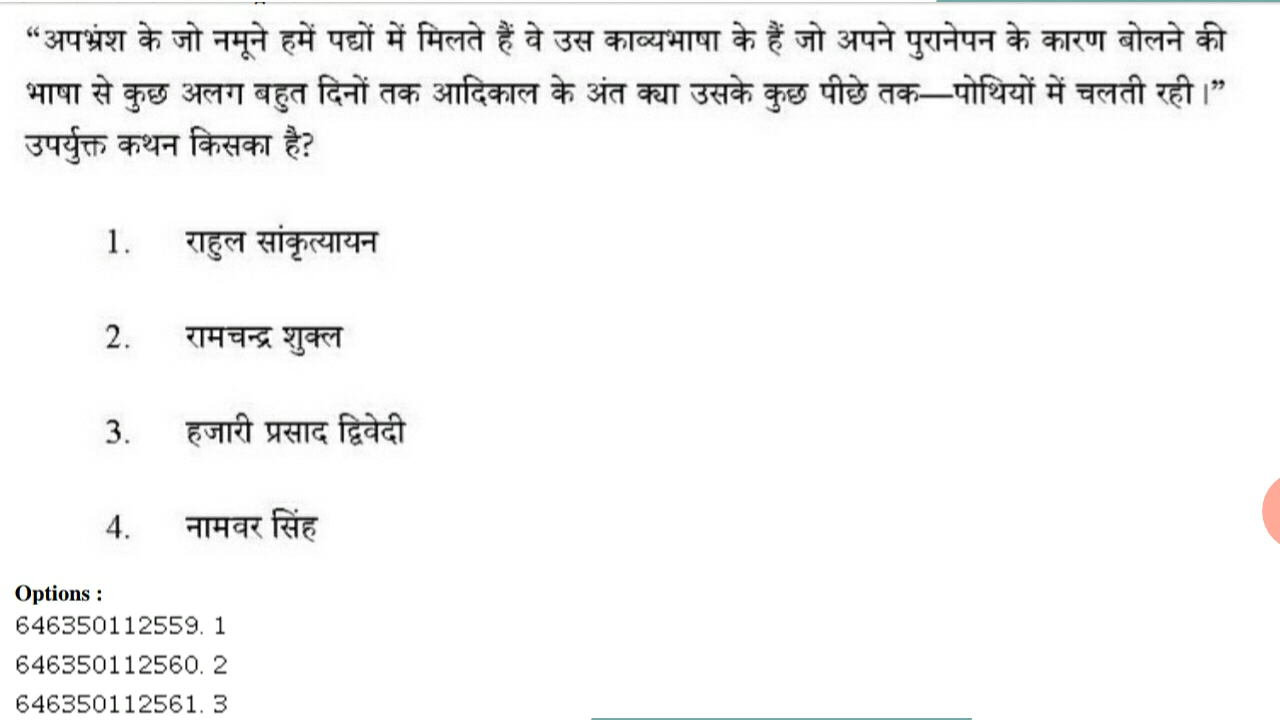 “अपभ्रंश के जो नमूने हमें पद्यों में मिलते हैं वे उस काव्यभाषा के हैं जो अपने पुरानेपन के कारण बोलने की
भाषा से कुछ अलग बहुत दिनों तक आदिकाल के अंत क्या उसके कुछ पीछे तक—पोथियों में चलती रही।”
उपर्युक्त कथन किसका है?
1. राहुल सांकृत्यायन
2. रामचन्द्र शुक्ल
3. हजारी प्रसाद द्विवेदी
4. नामवर सिंह
Options :
646350112559. 1
646350112560. 2
646350112561. 3